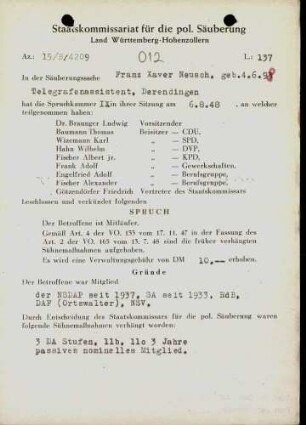 Staatskommissariat für die pol. Säuberung
Land Württemberg-Hohenzollern
Az.: 15/B/4209 012 L.: 137
In der Säuberungssache Franz Xaver Neusch, geb.4.6.98
Telegrafenassistent, Derendingen
hat die Spruchkammer IX in ihrer Sitzung am 6.8.48 , an welcher
teilgenommen haben:
Dr. Beuanger Ludwig Vorsitzender
Baumann Thomas Beisitzer – CDU,
Wizemann Karl „ – SPD,
Hahn Wilhelm „ – DVP,
Fischer Albert jr. „ – KPD,
Frank Adolf „ – Gewerkschaften,
Engelfried Adolf „ – Berufsgruppe,
Fischer Alexander „ – Berufsgruppe,
Götzendörfer Friedrich Vertreter des Staatskommissars
beschlossen und verkündet folgenden
SPRUCH
Der Betroffene ist Mitläufer.
Gemäß Art. 4 der VO. 133 vom 17. 11. 47 in der Fassung des
Art. 2 der VO. 165 vom 13. 7. 48 sind die früher verhängten
Sühnemaßnahmen aufgehoben.
Es wird eine Verwaltungsgebühr von DM 10,-- erhoben.
Gründe
Der Betroffene war Mitglied
der NSDAP seit 1937, SA seit 1933, RdB,
DAF (Ortswalter), NSV.
Durch Entscheidung des Staatskommissars für die pol. Säuberung waren
folgende Sühnemaßnahmen verhängt worden:
3 DA Stufen, 11b, 11c 3 Jahre
passives nominelles Mitglied.